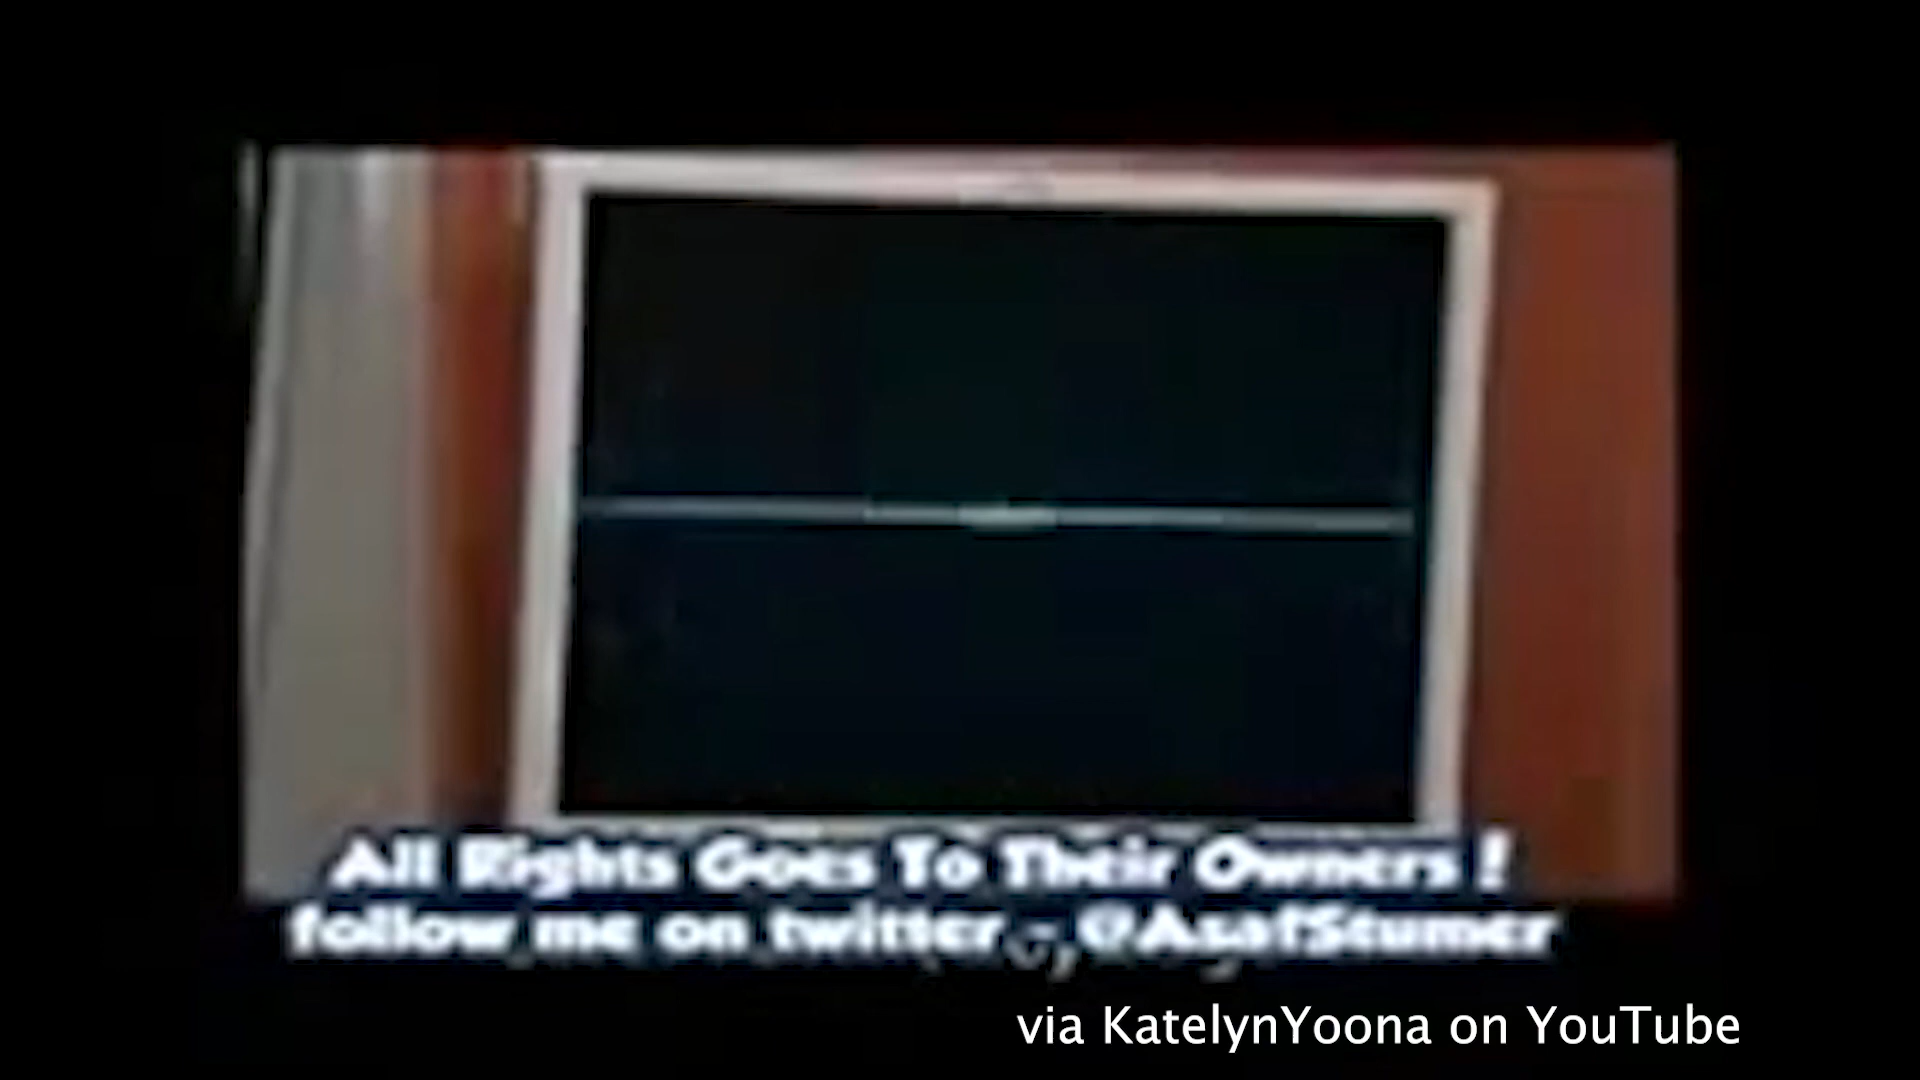 All Rights Goes To Their Owners !
follow me on twitter - @AsafStumer
via KatelynYoona on YouTube